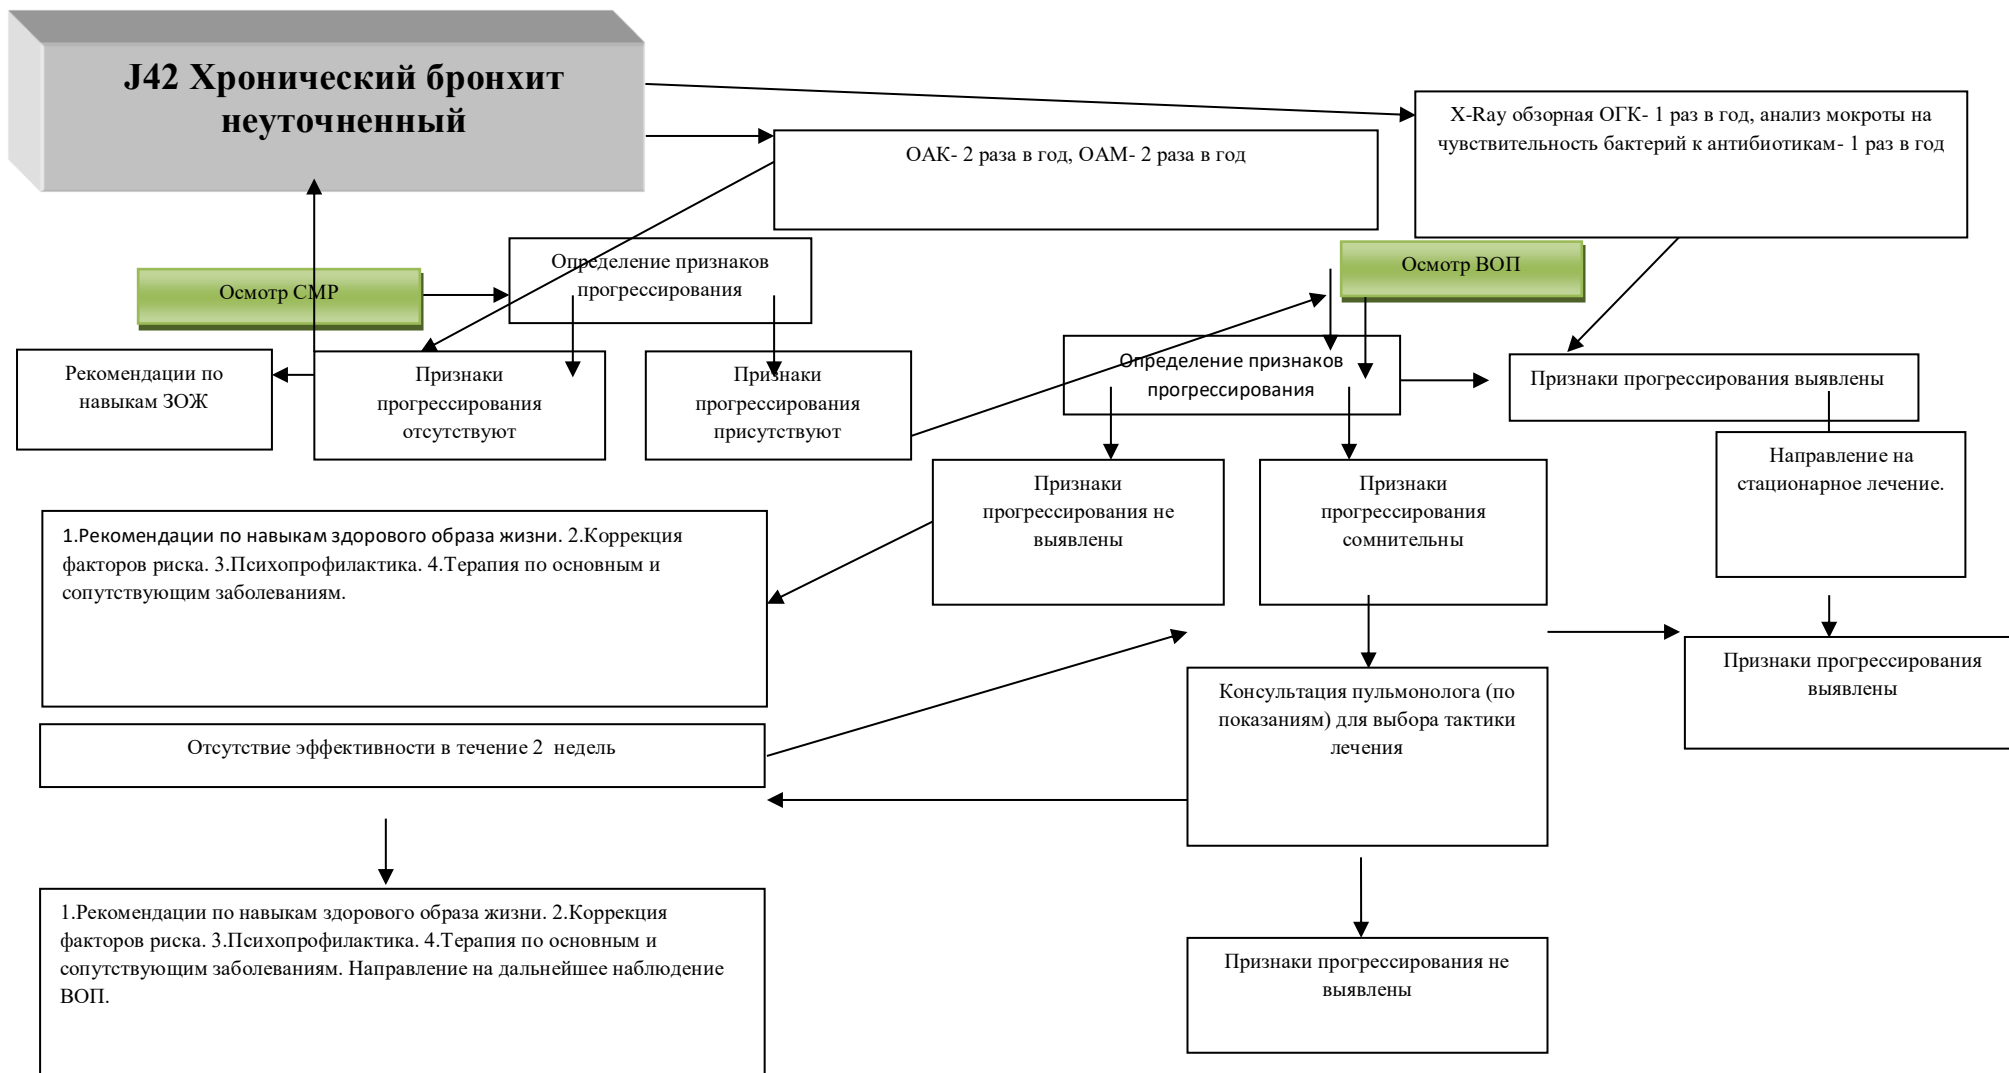 J42 Хронический бронхит
неуточненный
X-Ray обзорная ОГК- 1 раз в год, анализ мокроты на
чувствительность бактерий к антибиотикам- 1 раз в год
ОАК- 2 раза в год, ОАМ- 2 раза в год
Осмотр СМР
Определение признаков
прогрессирования
Осмотр ВОП
Рекомендации по
навыкам ЗОЖ
Признаки
прогрессирования
отсутствуют
Признаки
прогрессирования
присутствуют
Определение признаков
прогрессирования
Признаки прогрессирования выявлены
Признаки
прогрессирования не
выявлены
Признаки
прогрессирования
сомнительны
Направление на
стационарное лечение.
1.Рекомендации по навыкам здорового образа жизни. 2.Коррекция
факторов риска. 3.Психопрофилактика. 4.Терапия по основным и
сопутствующим заболеваниям.
Признаки прогрессирования
выявлены
Консультация пульмонолога (по
показаниям) для выбора тактики
лечения
Отсутствие эффективности в течение 2  недель
1.Рекомендации по навыкам здорового образа жизни. 2.Коррекция
факторов риска. 3.Психопрофилактика. 4.Терапия по основным и
сопутствующим заболеваниям. Направление на дальнейшее наблюдение
ВОП.
Признаки прогрессирования не
выявлены